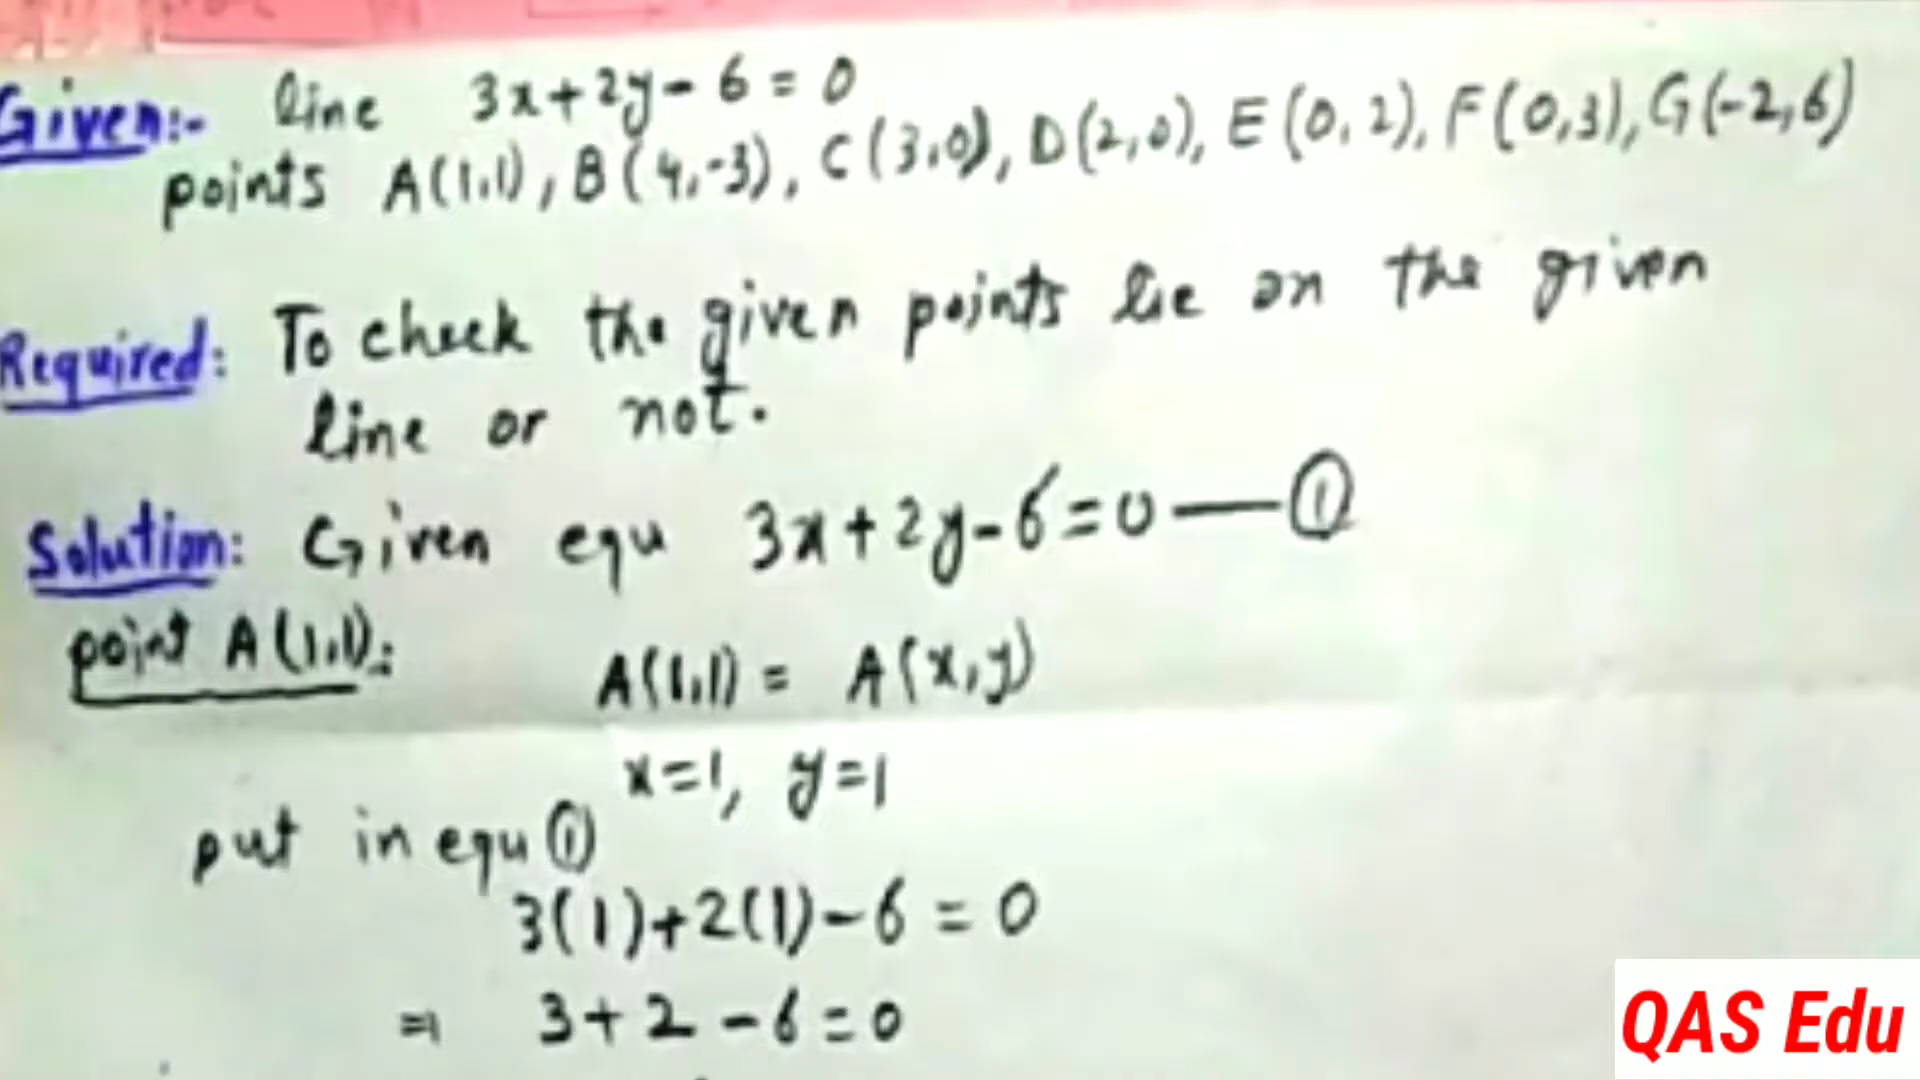 Given:- line 3x+2y-6=0
points A(1,1), B(4,-3), C(3,0), D(2,0), E(0,2), F(0,3), G(-2,6)
Required: To check the given points lie on the given
line or not.
Solution: Given equ 3x+2y-6=0 — ①
point A(1,1): A(1,1) = A(x,y)
x=1, y=1
put in equ ①
3(1)+2(1)-6=0
⇒ 3+2-6=0
QAS Edu